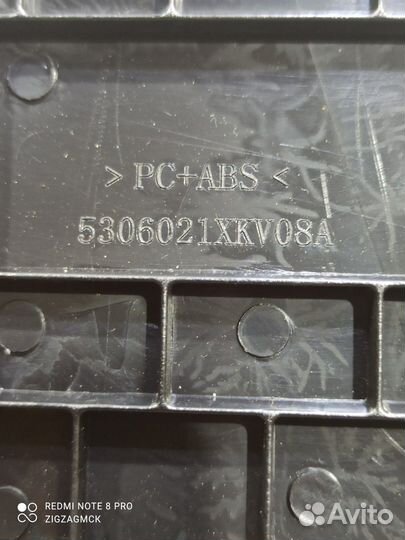 > PC+ABS <
5306021XKV08A
REDMI NOTE 8 PRO
ZIGZAGMCK
Avito